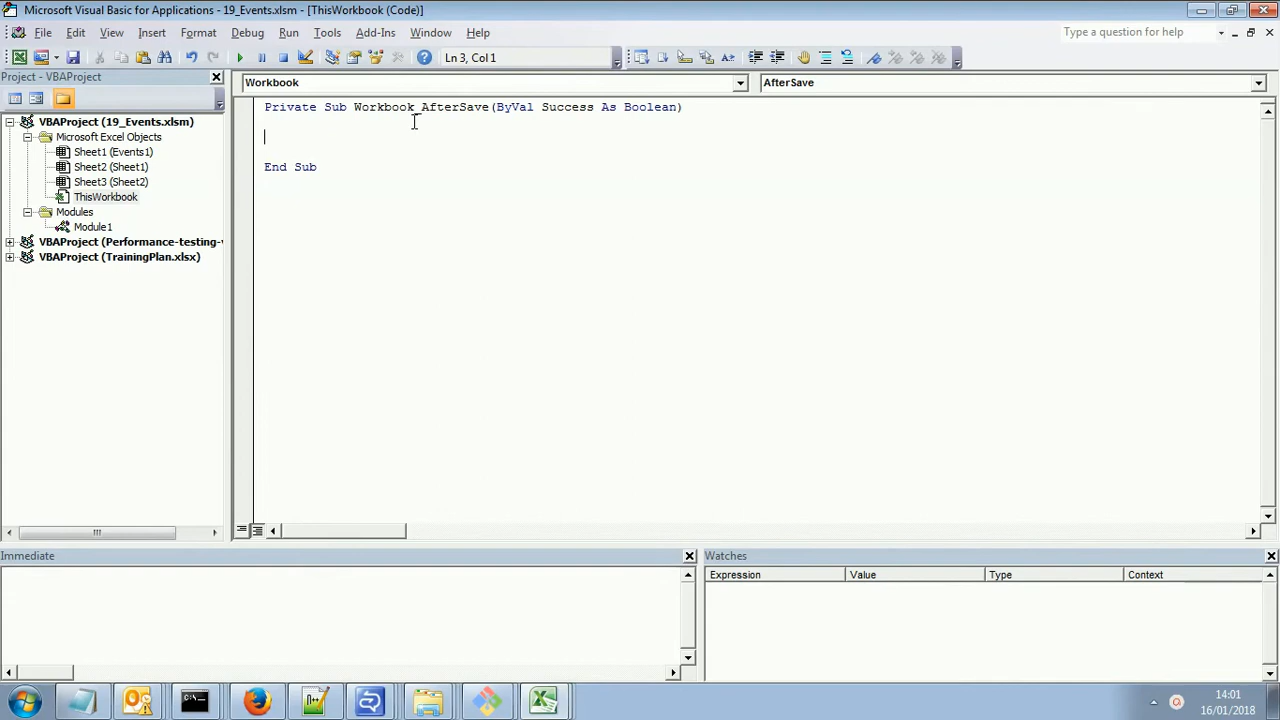 Microsoft Visual Basic for Applications - 19_Events.xlsm - [ThisWorkbook (Code)]
File Edit View Insert Format Debug Run Tools Add-Ins Window Help
Type a question for help
Ln 3, Col 1
Project - VBAProject
VBAProject (19_Events.xlsm)
Microsoft Excel Objects
Sheet1 (Events1)
Sheet2 (Sheet1)
Sheet3 (Sheet2)
ThisWorkbook
Modules
Module1
VBAProject (Performance-testing-
VBAProject (TrainingPlan.xlsx)
Workbook
AfterSave
Private Sub Workbook_AfterSave(ByVal Success As Boolean)
End Sub
Immediate
Watches
Expression Value Type Context
14:01
16/01/2018